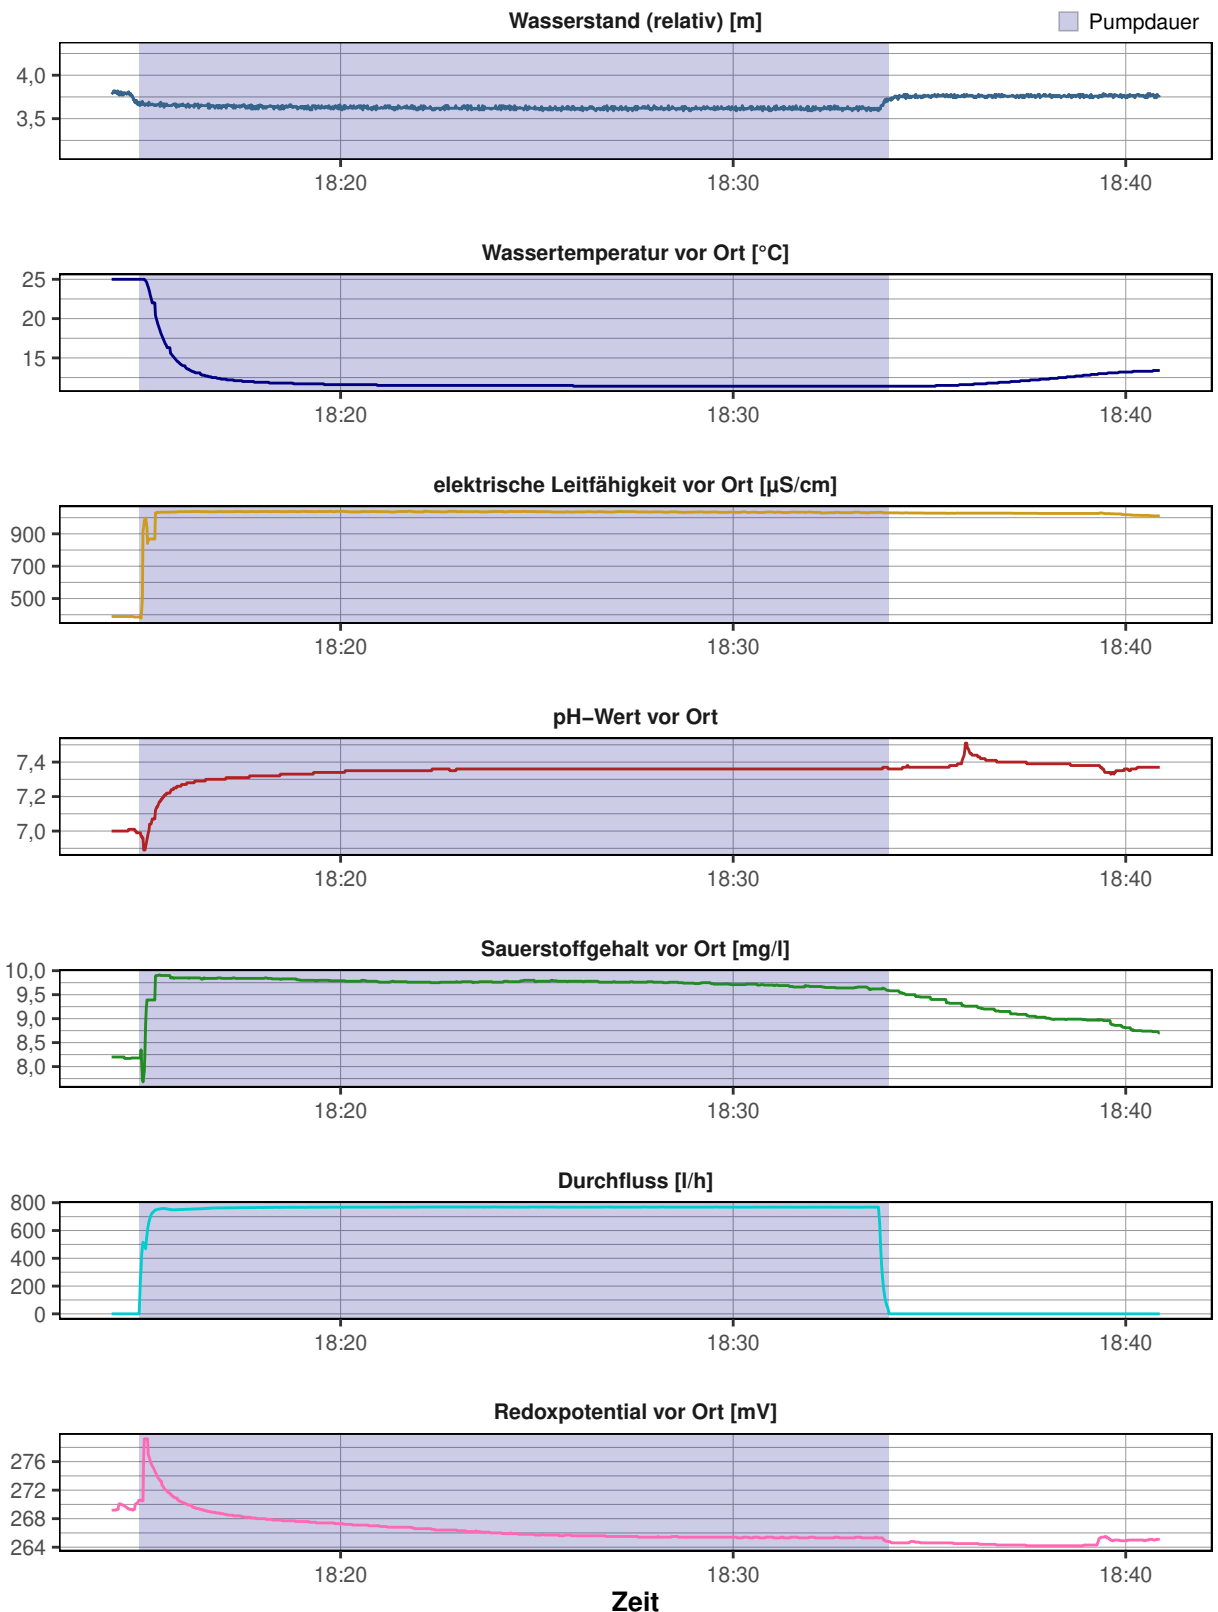 Wasserstand (relativ) [m]
Pumpdauer
4,0
3,5
18:20 18:30 18:40
Wassertemperatur vor Ort [°C]
25
20
15
18:20 18:30 18:40
elektrische Leitfähigkeit vor Ort [µS/cm]
900
700
500
18:20 18:30 18:40
pH−Wert vor Ort
7,4
7,2
7,0
18:20 18:30 18:40
Sauerstoffgehalt vor Ort [mg/l]
10,0
9,5
9,0
8,5
8,0
18:20 18:30 18:40
Durchfluss [l/h]
800
600
400
200
0
18:20 18:30 18:40
Redoxpotential vor Ort [mV]
276
272
268
264
18:20 18:30 18:40
Zeit